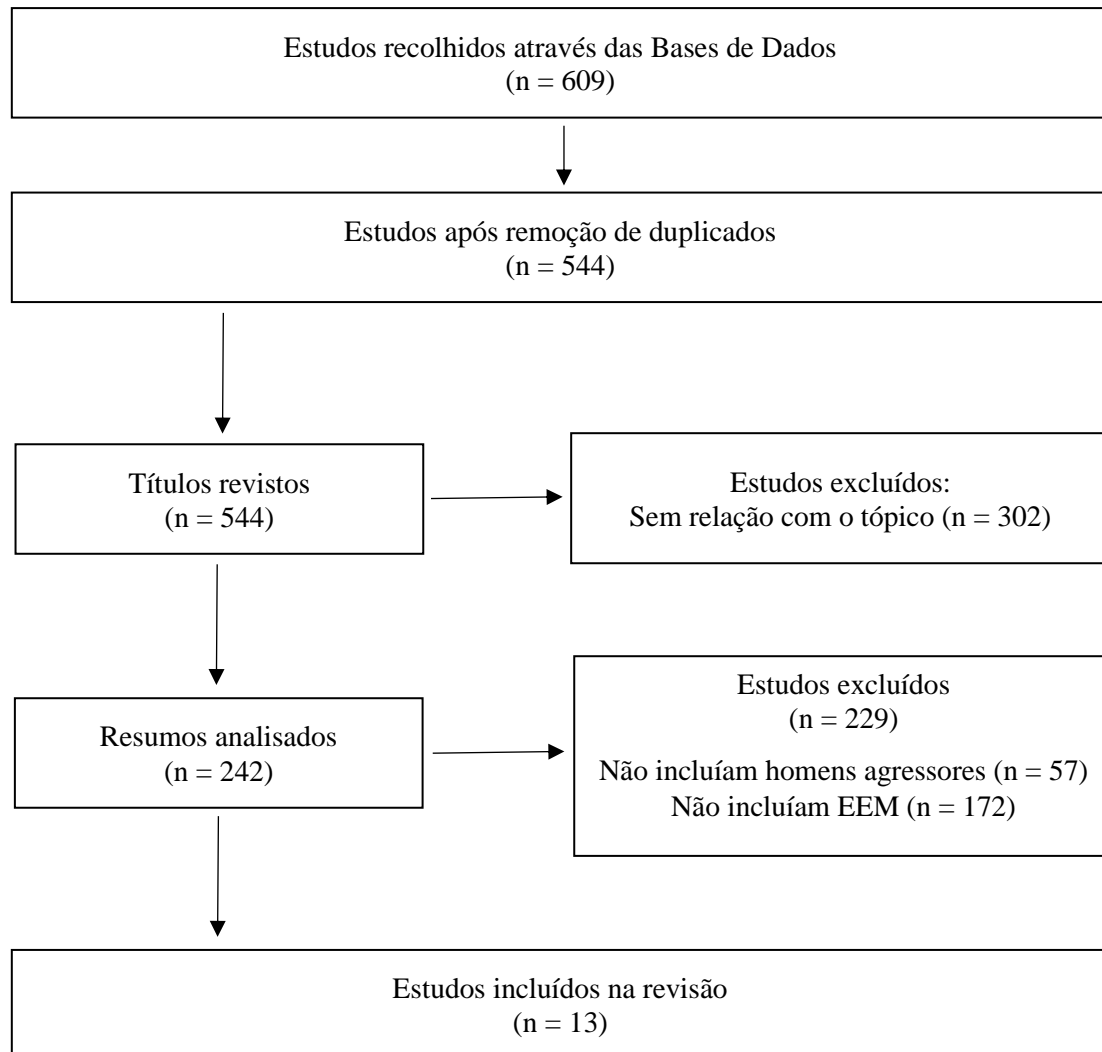 Estudos recolhidos através das Bases de Dados
(n = 609)
Estudos após remoção de duplicados
(n = 544)
Títulos revistos
(n = 544)
Estudos excluídos:
Sem relação com o tópico (n = 302)
Resumos analisados
(n = 242)
Estudos excluídos
(n = 229)
Não incluíam homens agressores (n = 57)
Não incluíam EEM (n = 172)
Estudos incluídos na revisão
(n = 13)